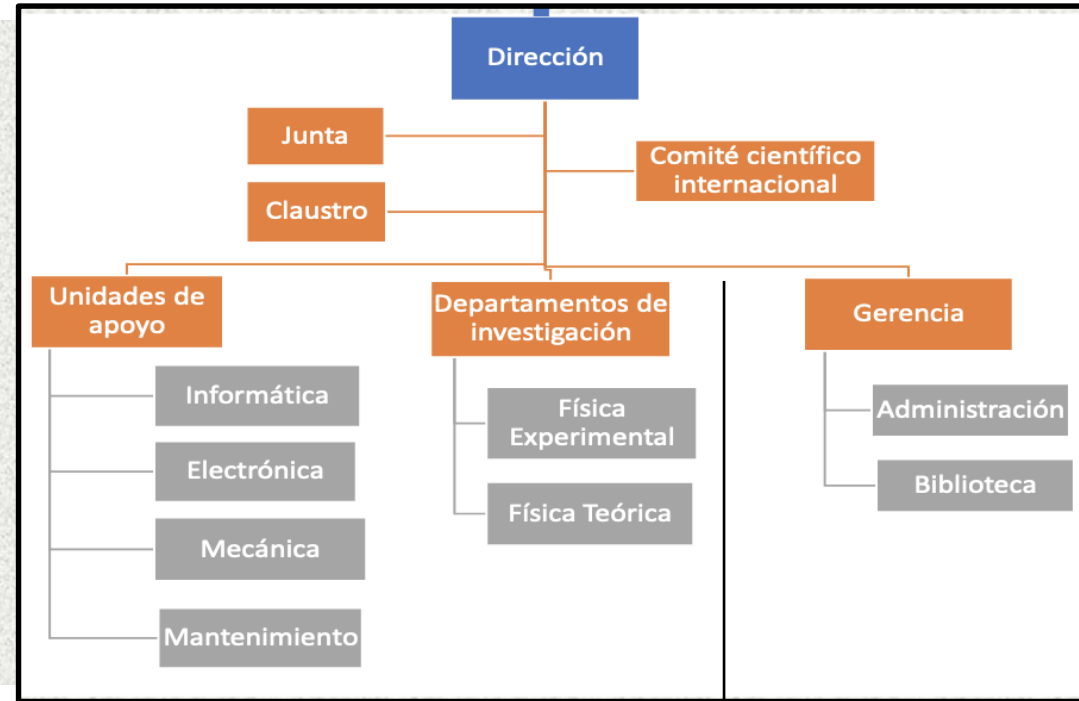 Dirección
Junta
Comité científico
internacional
Claustro
Unidades de
apoyo
Informática
Electrónica
Mecánica
Mantenimiento
Departamentos de
investigación
Física
Experimental
Física Teórica
Gerencia
Administración
Biblioteca